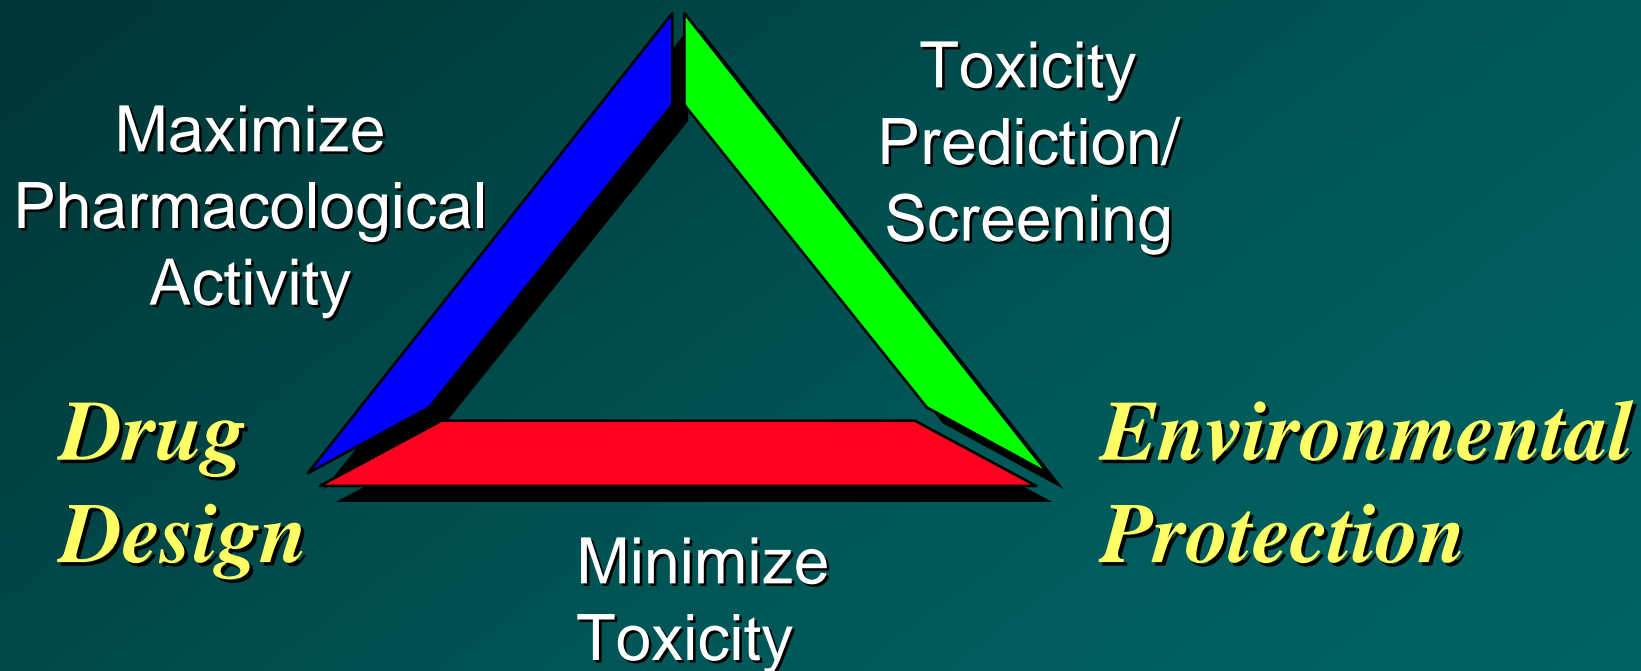 Maximize
Pharmacological
Activity
Toxicity
Prediction/
Screening
Drug
Design
Environmental
Protection
Minimize
Toxicity